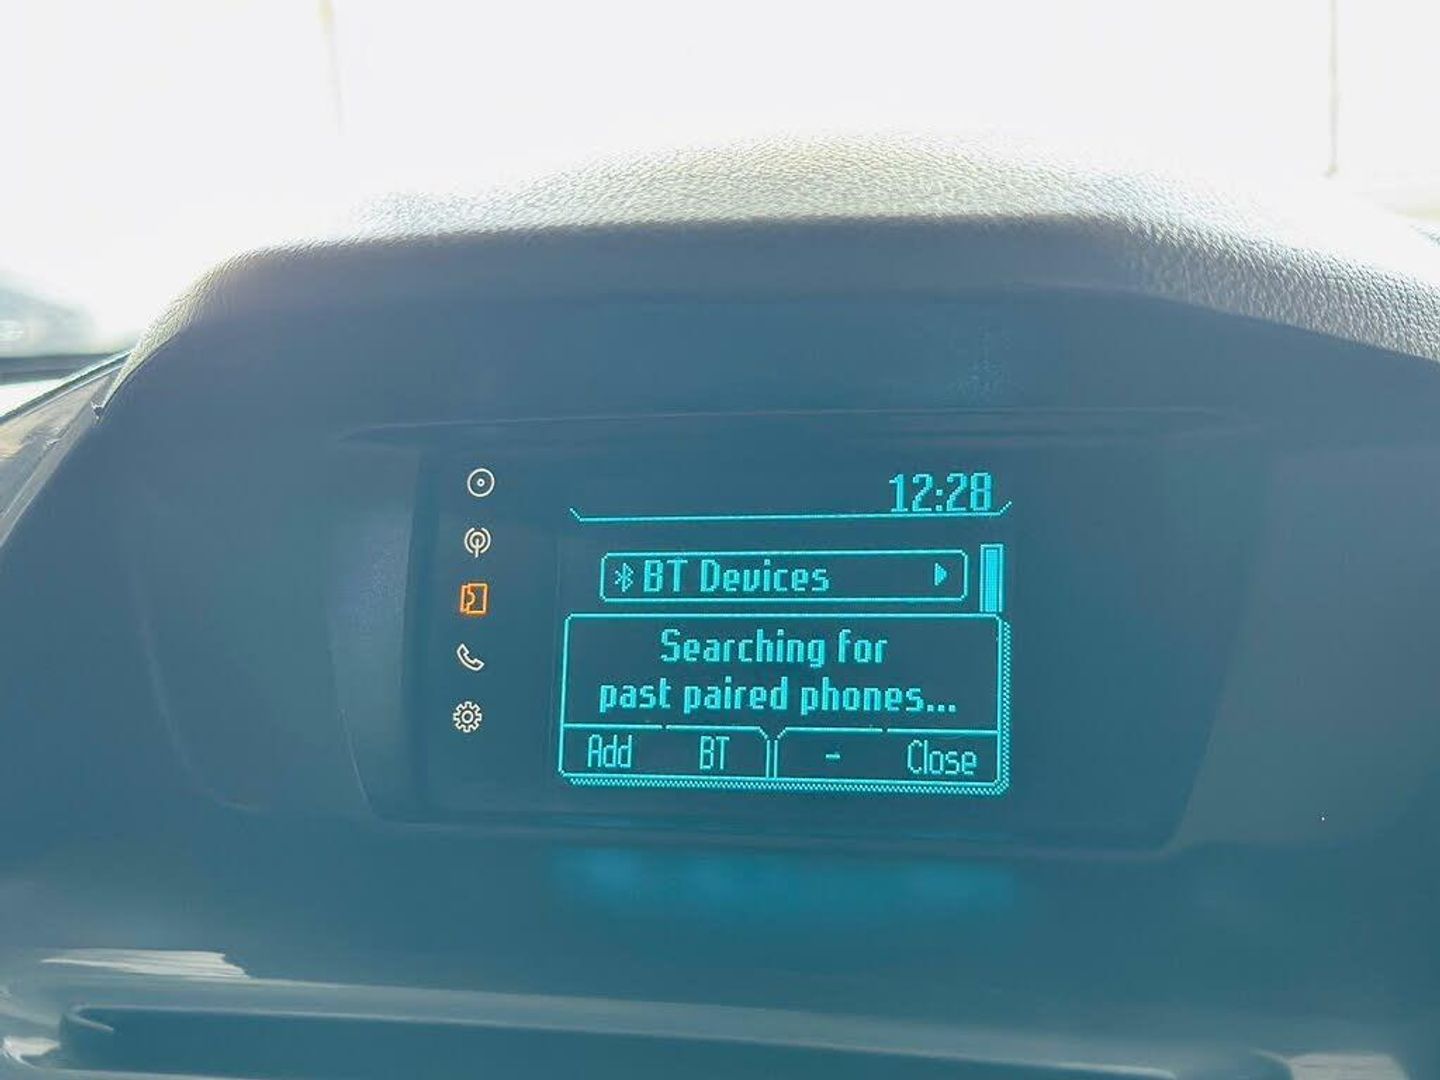 12:28
BT Devices
Searching for
past paired phones...
Add BT - Close